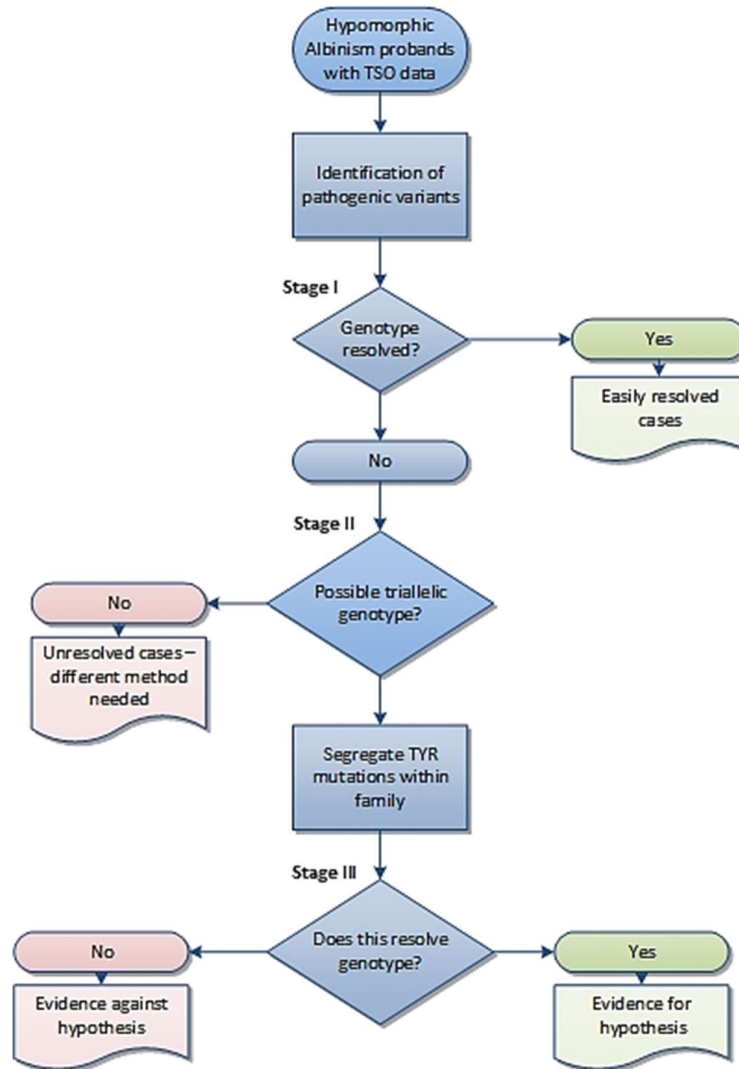 Hypomorphic
Albinism probands
with TSO data
Identification of
pathogenic variants
Stage I
Genotype
resolved?
Yes
Easily resolved
cases
No
Stage II
Possible triallelic
genotype?
No
Unresolved cases –
different method
needed
Segregate TYR
mutations within
family
Stage III
Does this resolve
genotype?
No
Evidence against
hypothesis
Yes
Evidence for
hypothesis